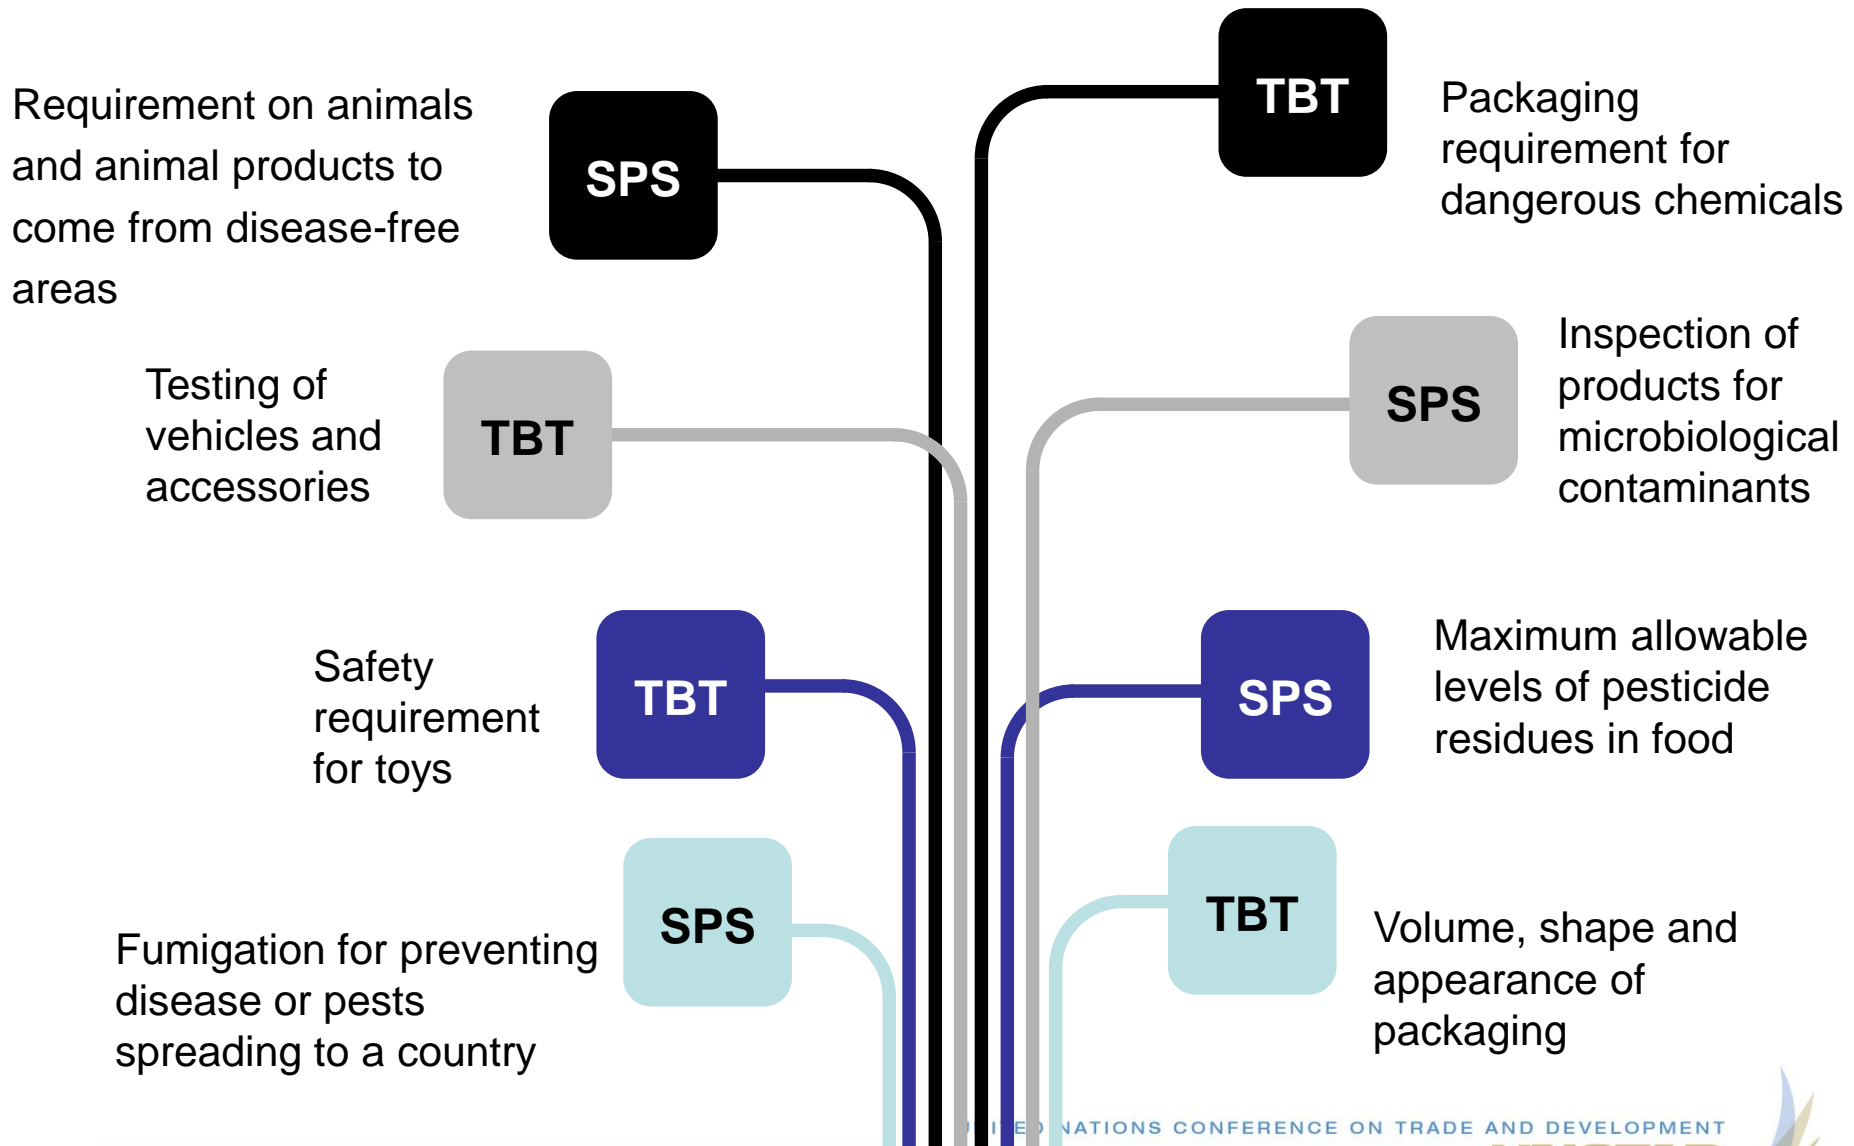 Requirement on animals
and animal products to
come from disease-free
areas
SPS
TBT
Packaging
requirement for
dangerous chemicals
Testing of
vehicles and
accessories
TBT
SPS
Inspection of
products for
microbiological
contaminants
Safety
requirement
for toys
TBT
SPS
Maximum allowable
levels of pesticide
residues in food
Fumigation for preventing
disease or pests
spreading to a country
SPS
TBT
Volume, shape and
appearance of
packaging
NATIONS CONFERENCE ON TRADE AND DEVELOPMENT